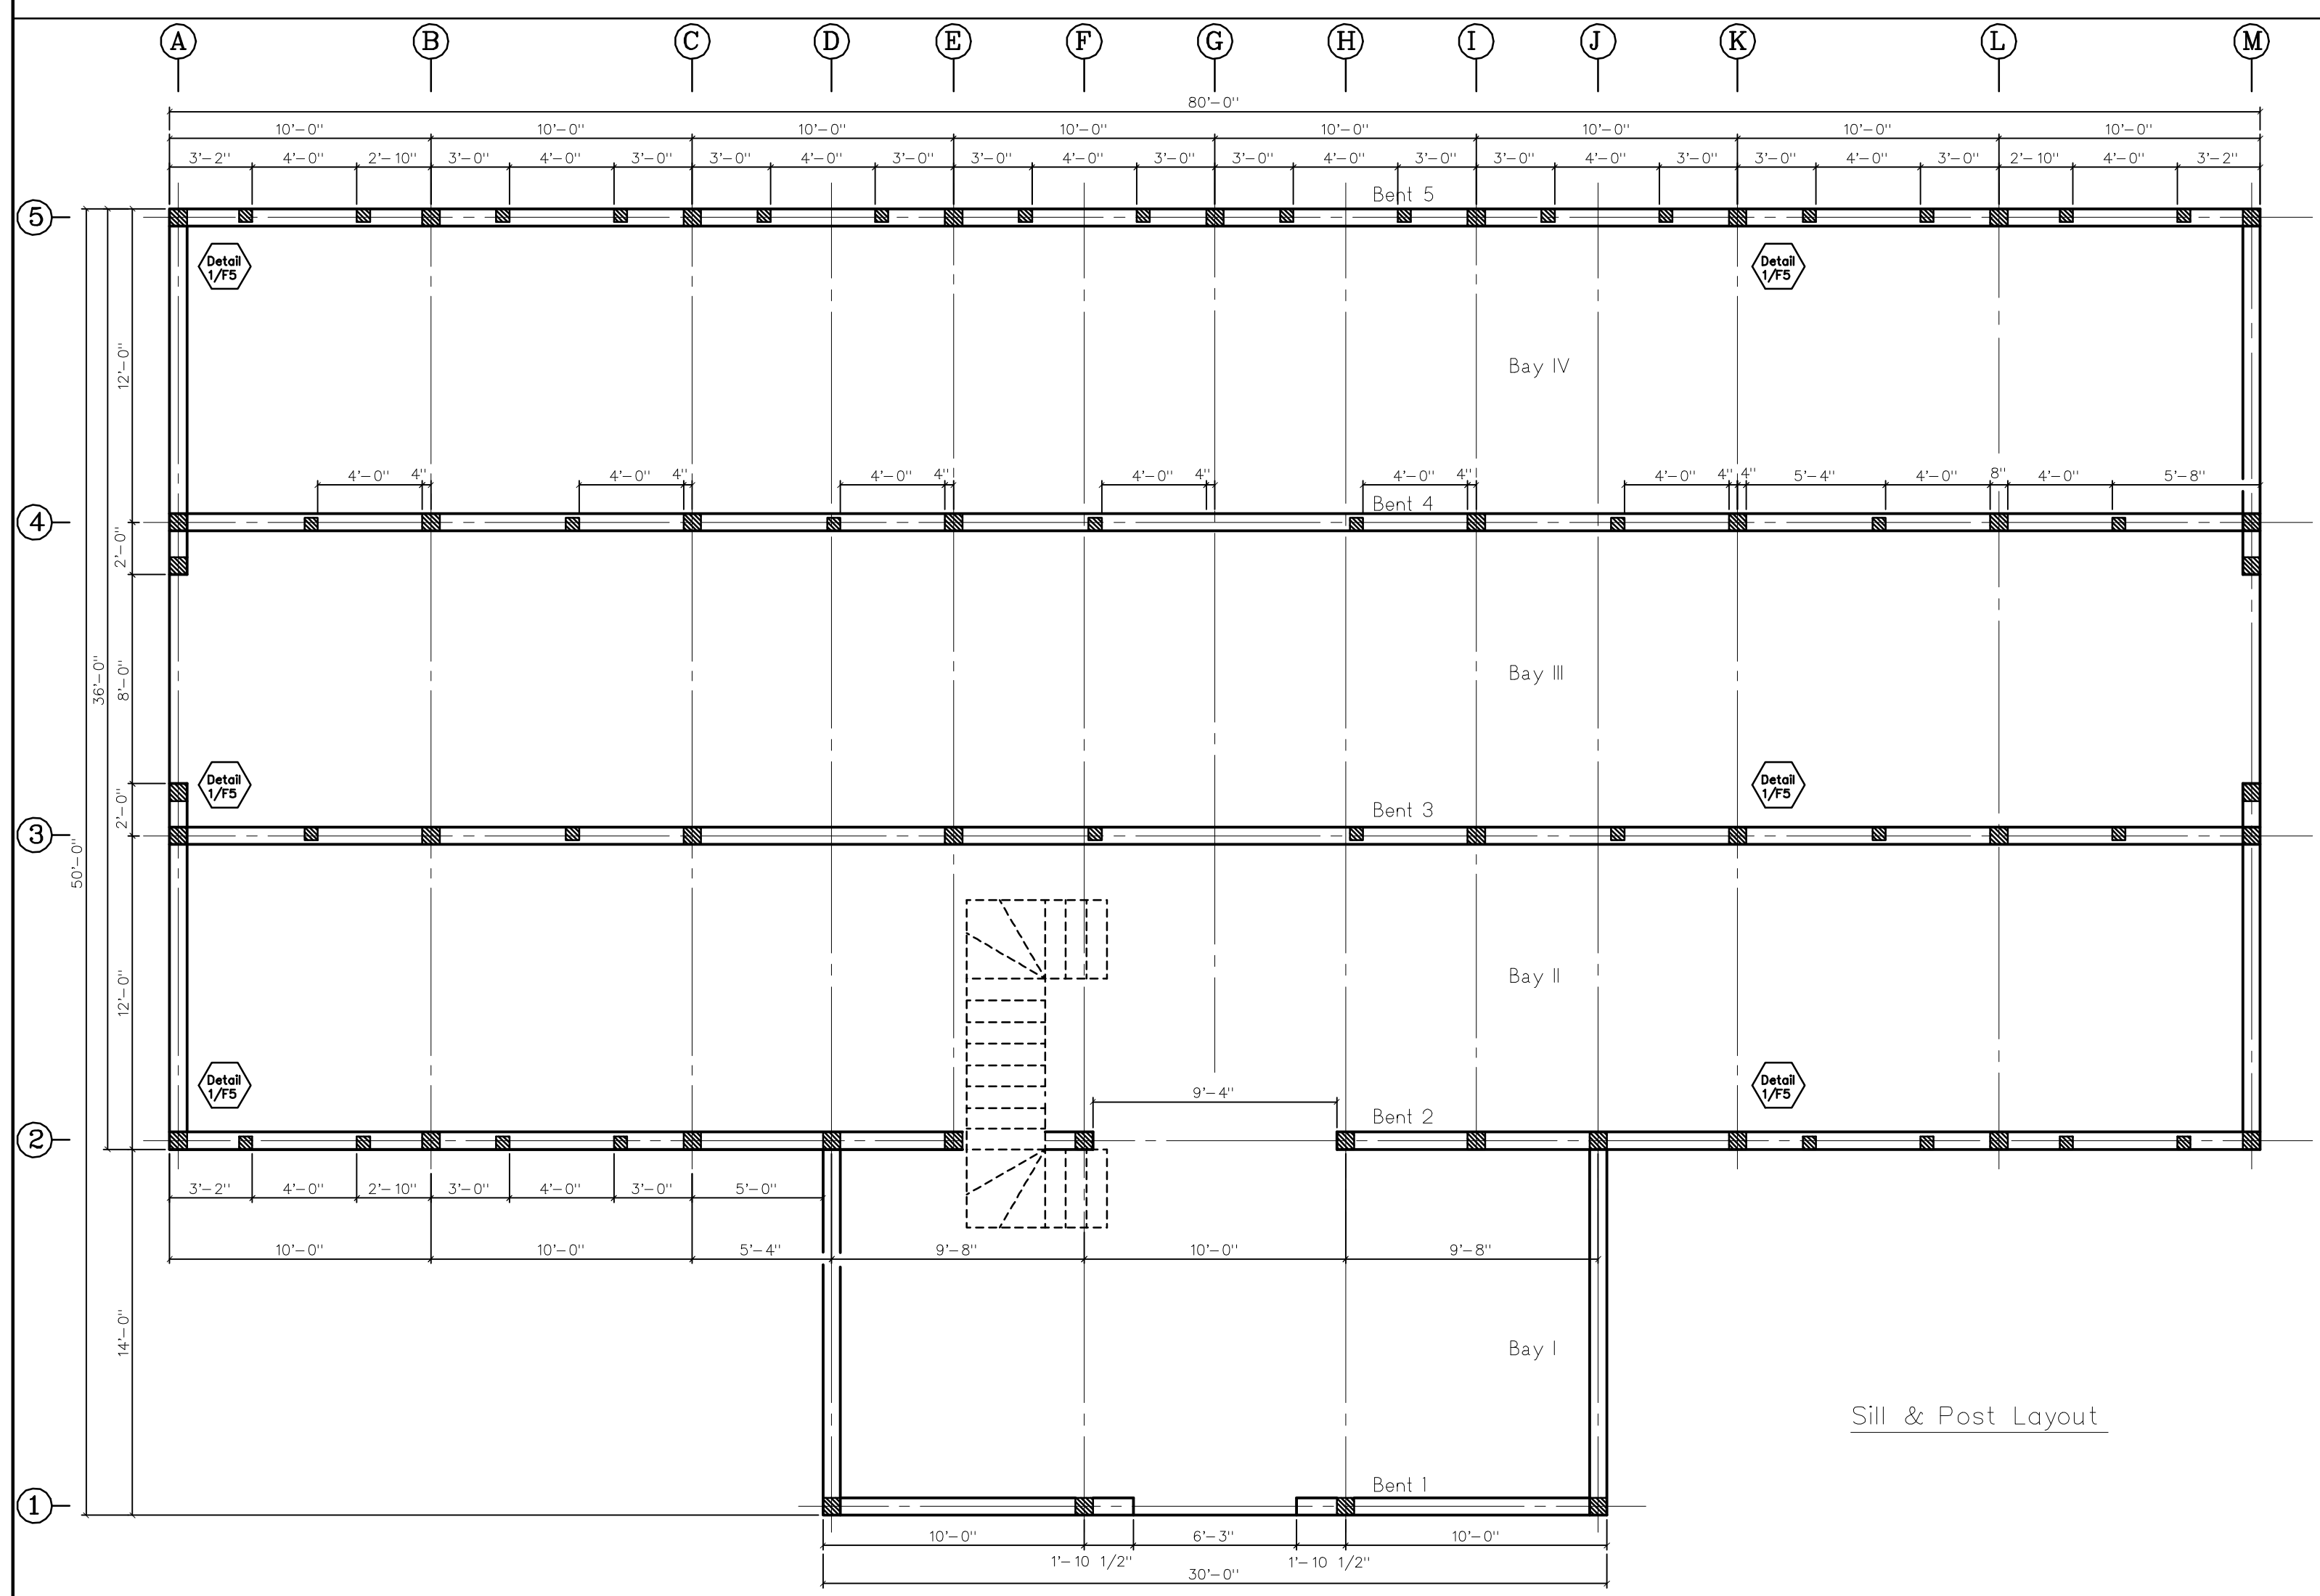 A B C D E F G H I J K L M
80'-0"
10'-0" 10'-0" 10'-0" 10'-0" 10'-0" 10'-0" 10'-0" 10'-0"
3'-2" 4'-0" 2'-10" 3'-0" 4'-0" 3'-0" 3'-0" 4'-0" 3'-0" 3'-0" 4'-0" 3'-0" 3'-0" 4'-0" 3'-0" 3'-0" 4'-0" 3'-0" 3'-0" 4'-0" 3'-0" 2'-10" 4'-0" 3'-2"
Bent 5
5
Detail
1/F5
Detail
1/F5
12'-0"
Bay IV
4'-0" 4" 4'-0" 4" 4'-0" 4" 4'-0" 4" 4'-0" 4" 4'-0" 4" 4" 5'-4" 4'-0" 8" 4'-0" 5'-8"
Bent 4
4
2'-0"
36'-0"
8'-0"
Bay III
Detail
1/F5
Detail
1/F5
2'-0"
Bent 3
3
50'-0"
12'-0"
Bay II
Detail
1/F5
Detail
1/F5
9'-4"
Bent 2
2
3'-2" 4'-0" 2'-10" 3'-0" 4'-0" 3'-0" 5'-0"
10'-0" 10'-0" 5'-4" 9'-8" 10'-0" 9'-8"
14'-0"
Bay I
Sill & Post Layout
Bent 1
1
10'-0" 6'-3" 10'-0"
1'-10 1/2" 1'-10 1/2"
30'-0"